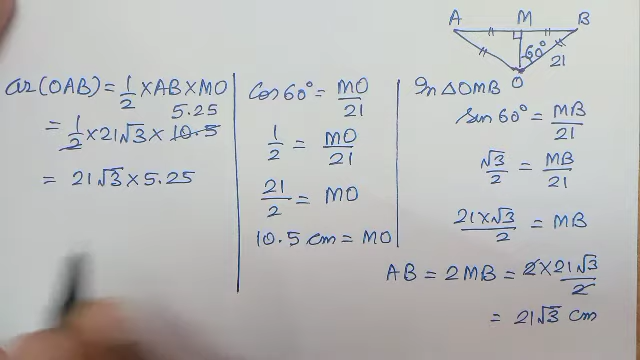 A M B
60°
21
O
ar(OAB) = 1/2 × AB × MO
5.25
= 1/2 × 21√3 × 10.5
= 21√3 × 5.25
Cos 60° = MO/21
1/2 = MO/21
21/2 = MO
10.5 cm = MO
In △OMB
sin 60° = MB/21
√3/2 = MB/21
21×√3/2 = MB
AB = 2MB = 2×21√3/2
= 21√3 cm